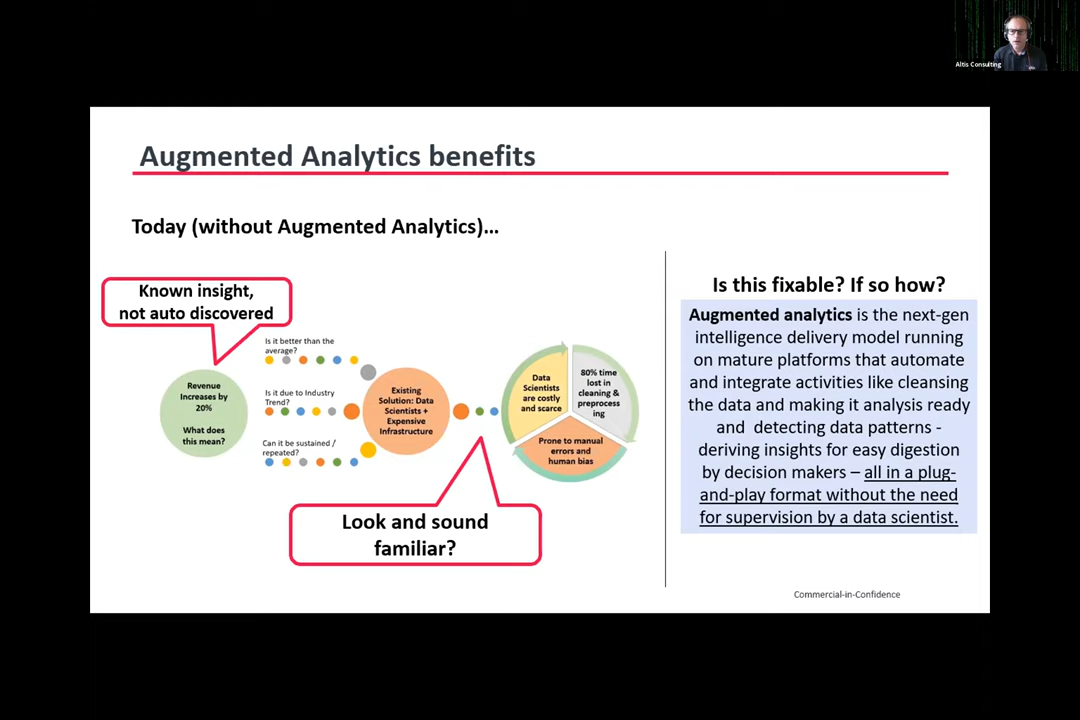 Altis Consulting
Augmented Analytics benefits
Today (without Augmented Analytics)...
Known insight,
not auto discovered
Revenue
Increases by
20%
What does
this mean?
Is it better than the
average?
Is it due to Industry
Trend?
Can it be sustained /
repeated?
Existing
Solution: Data
Scientists +
Expensive
Infrastructure
Data
Scientists
are costly
and scarce
80% time
lost in
cleaning &
preprocess
ing
Prone to manual
errors and
human bias
Look and sound
familiar?
Is this fixable? If so how?
Augmented analytics is the next-gen
intelligence delivery model running
on mature platforms that automate
and integrate activities like cleansing
the data and making it analysis ready
and detecting data patterns -
deriving insights for easy digestion
by decision makers – all in a plug-
and-play format without the need
for supervision by a data scientist.
Commercial-in-Confidence